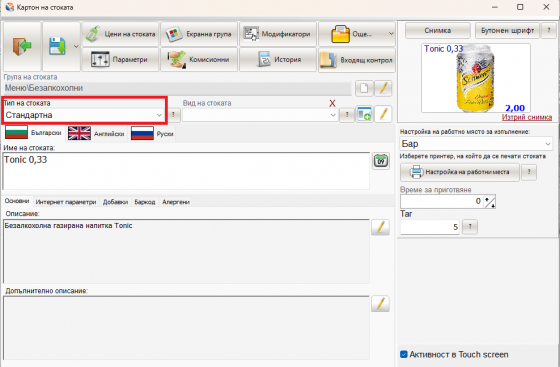 Картон на стоката
Цени на стоката
Екранна група
Модификатори
Още...
Параметри
Комисионни
История
Входящ контрол
Снимка
Бутонен шрифт
Tonic 0,33
2,00
Изтрий снимка
Група на стоката
Меню\Безалкохолни
Тип на стоката
Вид на стоката
X
Стандартна
?
?
Български
Английски
Руски
Име на стоката:
Tonic 0,33
09
Настройка на работно място за изпълнение:
Бар
Изберете принтер, на който да се печати стоката
Настройка на работни места
?
Време за приготвяне
0
Таг
5
?
Основни
Интернет параметри
Добавки
Баркод
Алергени
Описание:
Безалкохолна газирана напитка Tonic
Допълнително описание:
Активност в Touch screen